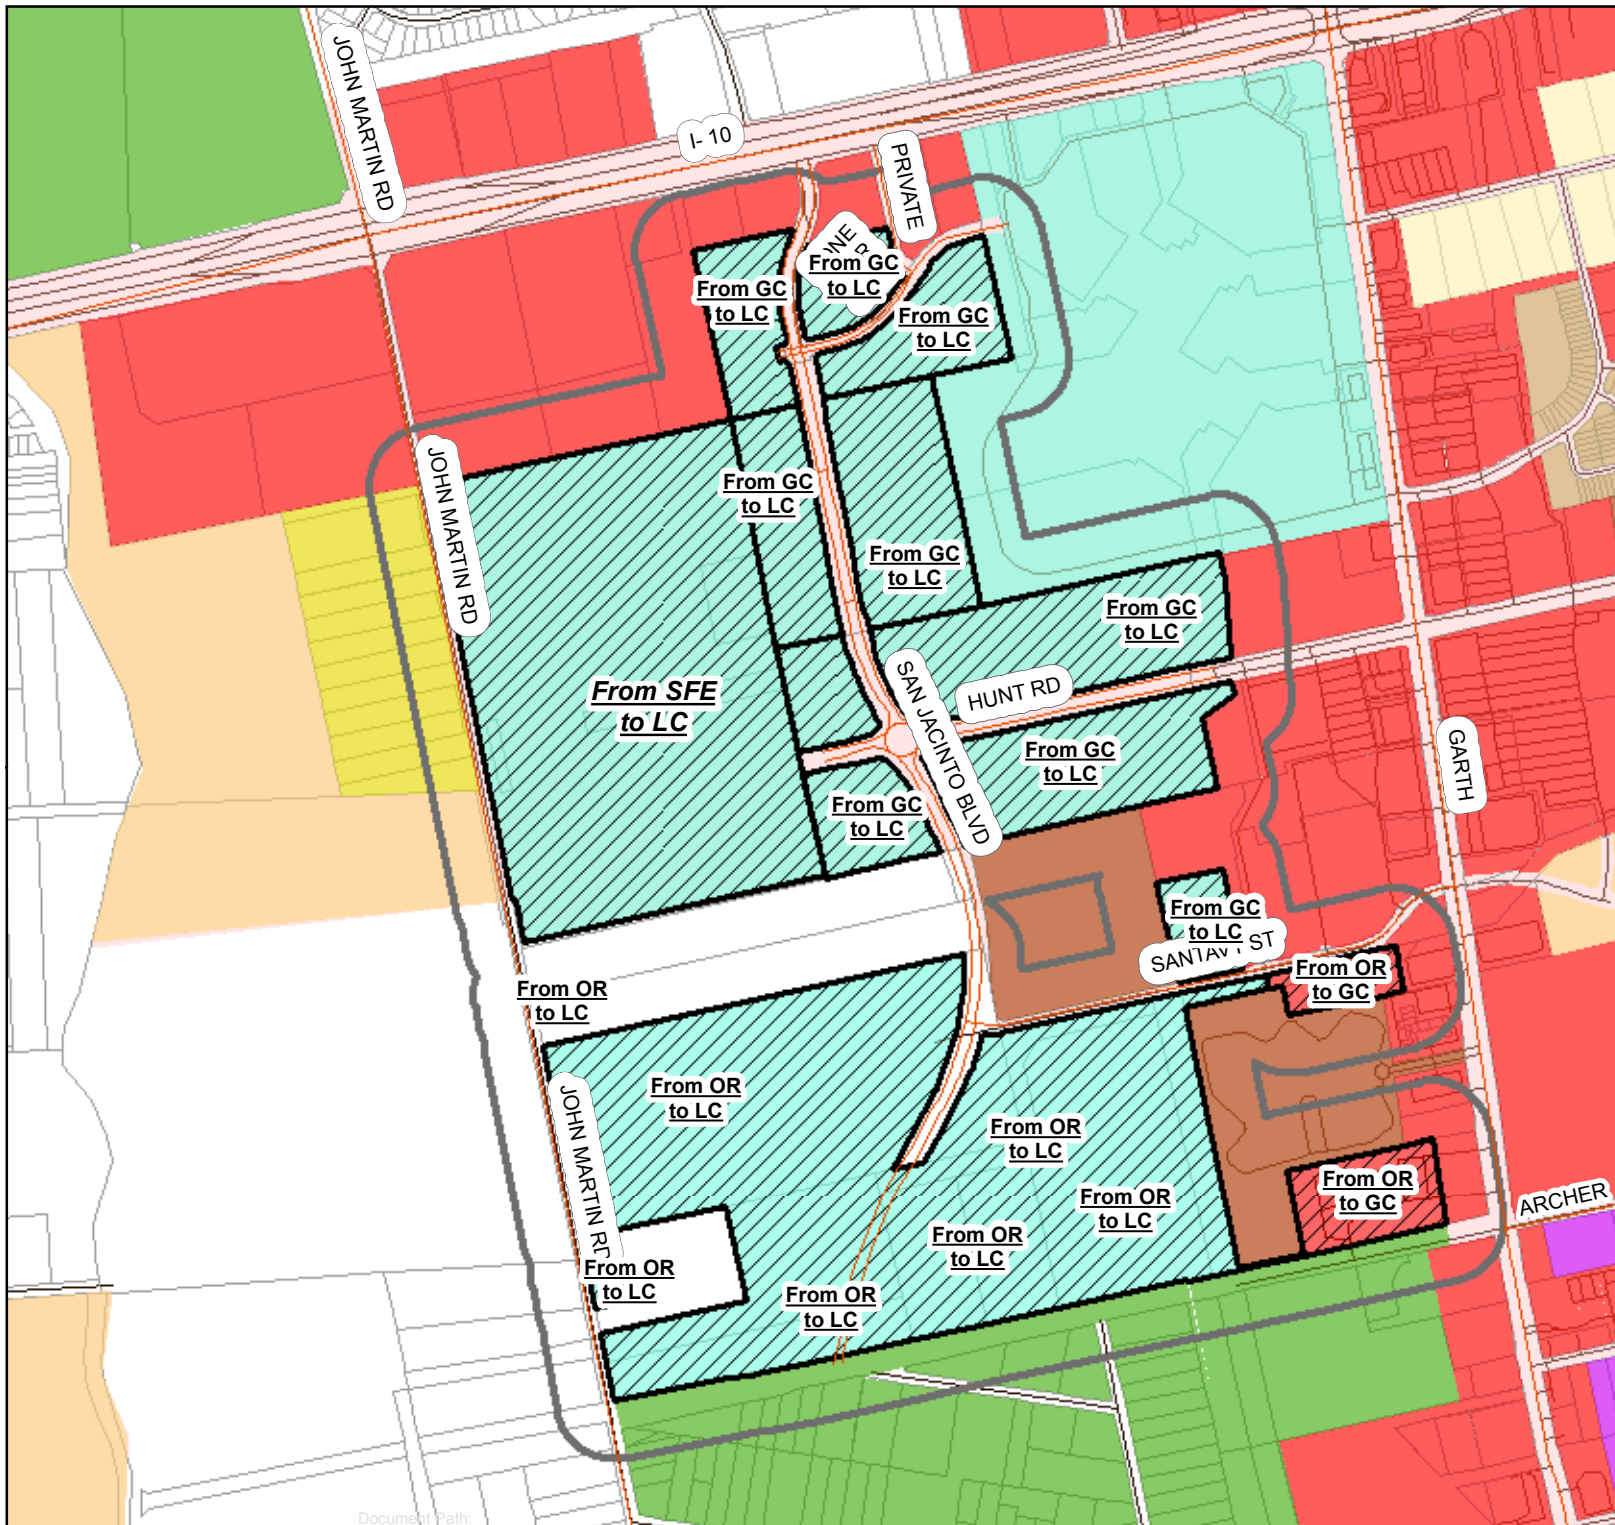 JOHN MARTIN RD
I- 10
PRIVATE
From GC
to LC
From GC
to LC
From GC
to LC
JOHN MARTIN RD
From GC
to LC
From GC
to LC
From GC
to LC
From SFE
to LC
SAN JACINTO BLVD
HUNT RD
From GC
to LC
GARTH
From GC
to LC
From GC
to LC
ST
From OR
to GC
From OR
to LC
From OR
to LC
JOHN MARTIN RD
From OR
to LC
From OR
to LC
From OR
to GC
ARCHER
From OR
to LC
From OR
to LC
From OR
to LC
Document Path: